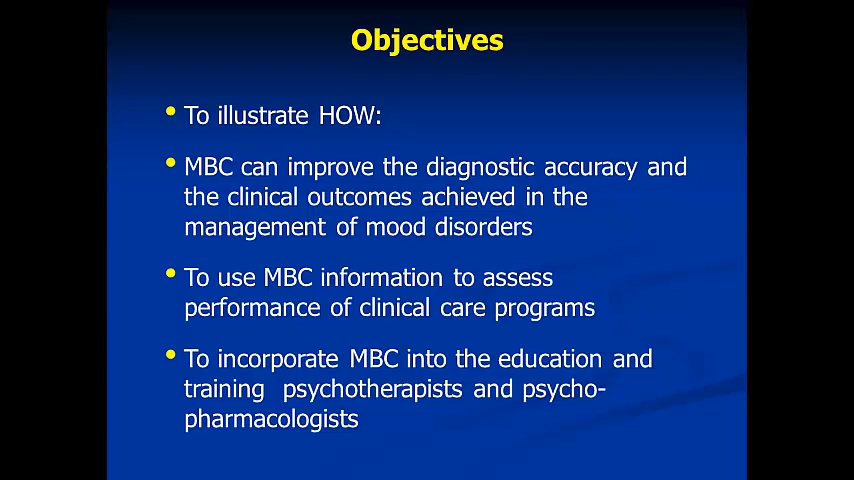 Objectives
• To illustrate HOW:
• MBC can improve the diagnostic accuracy and
the clinical outcomes achieved in the
management of mood disorders
• To use MBC information to assess
performance of clinical care programs
• To incorporate MBC into the education and
training psychotherapists and psycho-
pharmacologists